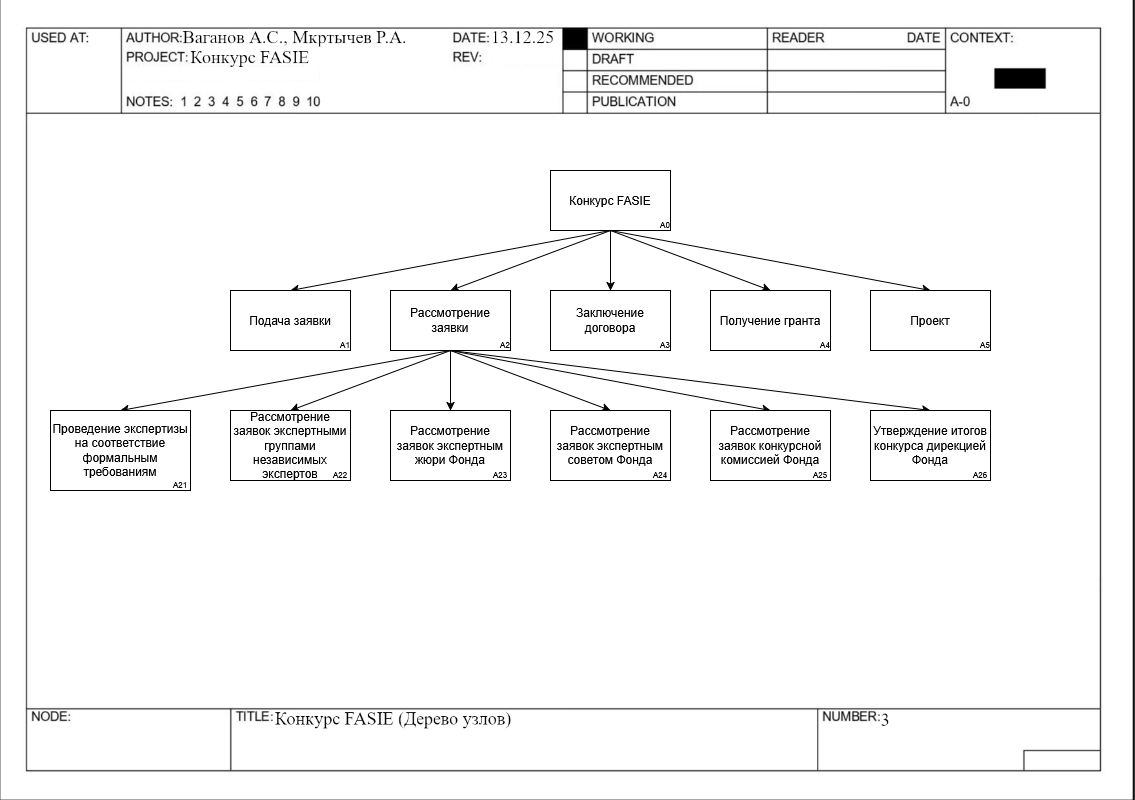 USED AT:
AUTHOR:Ваганов А.С., Мкртычев Р.А.
DATE:13.12.25
PROJECT:Конкурс FASIE
REV:
NOTES: 1 2 3 4 5 6 7 8 9 10
WORKING
DRAFT
RECOMMENDED
PUBLICATION
READER
DATE
CONTEXT:
A-0
Конкурс FASIE
A0
Подача заявки
A1
Рассмотрение
заявки
A2
Заключение
договора
A3
Получение гранта
A4
Проект
A5
Проведение экспертизы
на соответствие
формальным
требованиям
A21
Рассмотрение
заявок экспертными
группами
независимых
экспертов
A22
Рассмотрение
заявок экспертным
жюри Фонда
A23
Рассмотрение
заявок экспертным
советом Фонда
A24
Рассмотрение
заявок конкурсной
комиссией Фонда
A25
Утверждение итогов
конкурса дирекцией
Фонда
A26
NODE:
TITLE:Конкурс FASIE (Дерево узлов)
NUMBER:3